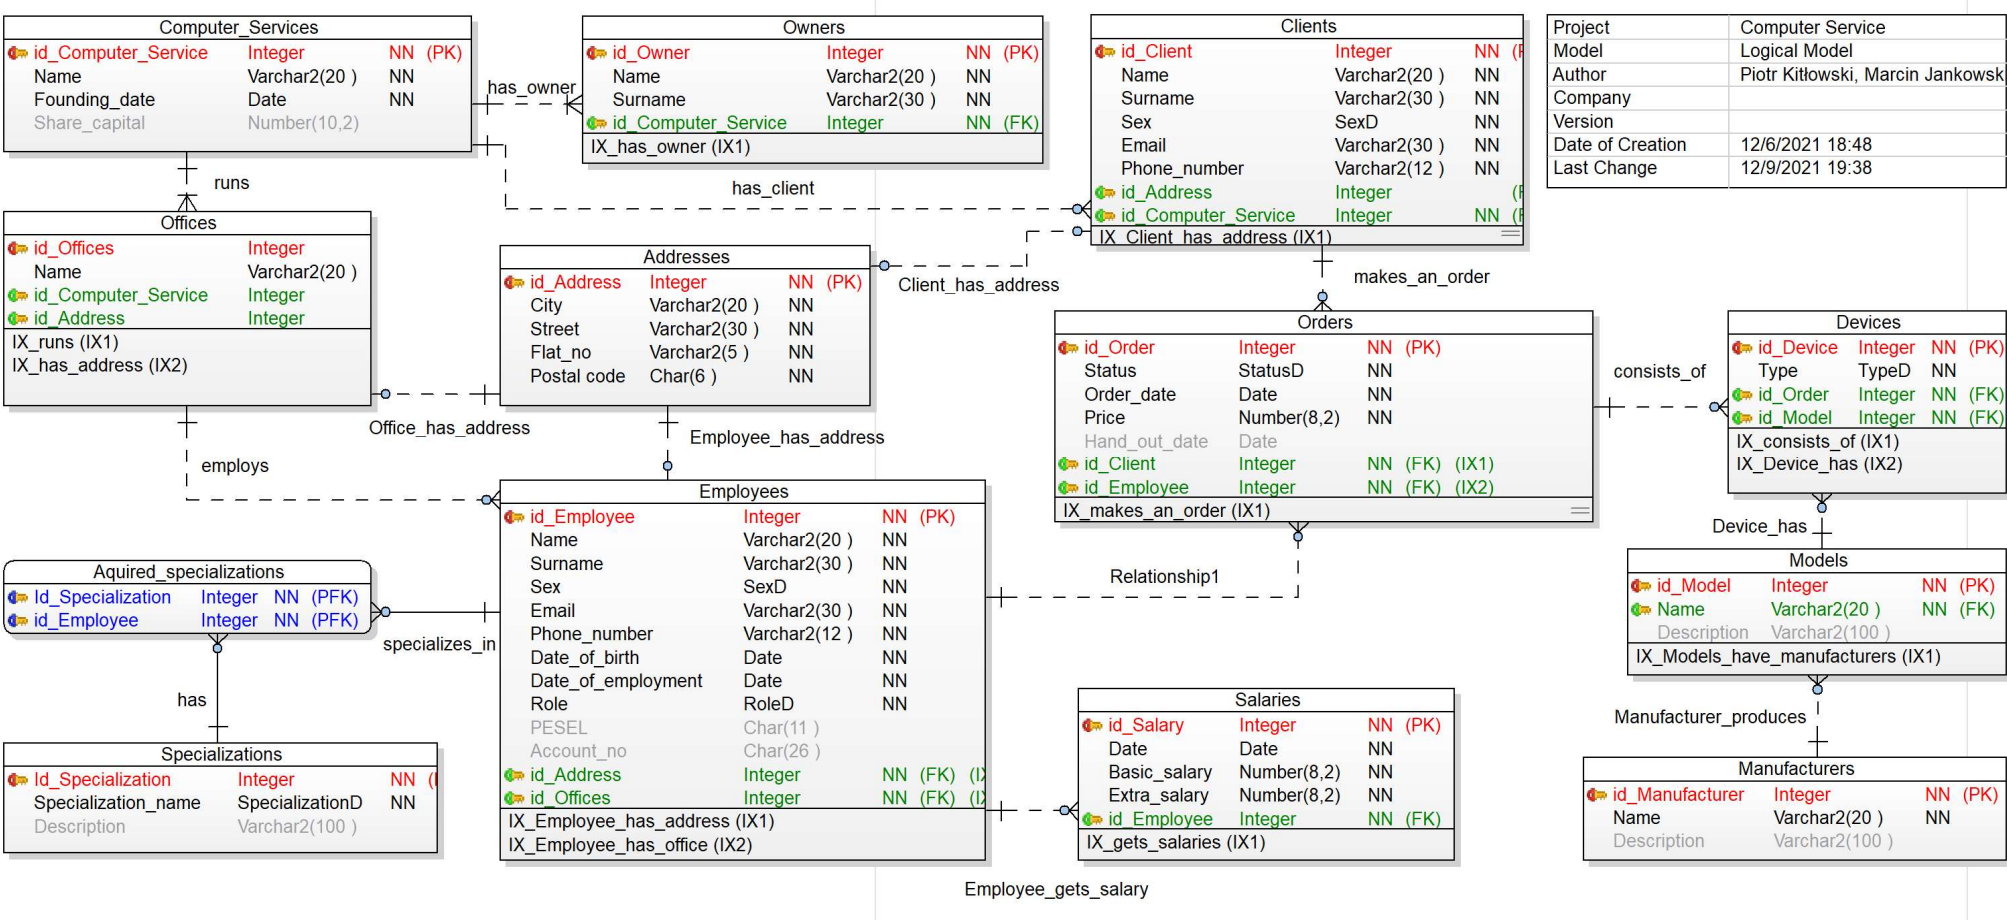 Computer_Services
id_Computer_Service Integer NN (PK)
Name Varchar2(20 ) NN
Founding_date Date NN
Share_capital Number(10,2)
has_owner
Owners
id_Owner Integer NN (PK)
Name Varchar2(20 ) NN
Surname Varchar2(30 ) NN
id_Computer_Service Integer NN (FK)
IX_has_owner (IX1)
Clients
id_Client Integer NN
Name Varchar2(20 ) NN
Surname Varchar2(30 ) NN
Sex SexD NN
Email Varchar2(30 ) NN
Phone_number Varchar2(12 ) NN
id_Address Integer
id_Computer_Service Integer NN
IX_Client_has_address (IX1)
Project Computer Service
Model Logical Model
Author Piotr Kitłowski, Marcin Jankowsk
Company
Version
Date of Creation 12/6/2021 18:48
Last Change 12/9/2021 19:38
runs
has_client
Offices
id_Offices Integer
Name Varchar2(20 )
id_Computer_Service Integer
id_Address Integer
IX_runs (IX1)
IX_has_address (IX2)
Addresses
id_Address Integer NN (PK)
City Varchar2(20 ) NN
Street Varchar2(30 ) NN
Flat_no Varchar2(5 ) NN
Postal code Char(6 ) NN
Client_has_address
makes_an_order
Office_has_address
Employee_has_address
employs
Orders
id_Order Integer NN (PK)
Status StatusD NN
Order_date Date NN
Price Number(8,2) NN
Hand_out_date Date
id_Client Integer NN (FK) (IX1)
id_Employee Integer NN (FK) (IX2)
IX_makes_an_order (IX1)
consists_of
Devices
id_Device Integer NN (PK)
Type TypeD NN
id_Order Integer NN (FK)
id_Model Integer NN (FK)
IX_consists_of (IX1)
IX_Device_has (IX2)
Device_has
Employees
id_Employee Integer NN (PK)
Name Varchar2(20 ) NN
Surname Varchar2(30 ) NN
Sex SexD NN
Email Varchar2(30 ) NN
Phone_number Varchar2(12 ) NN
Date_of_birth Date NN
Date_of_employment Date NN
Role RoleD NN
PESEL Char(11 )
Account_no Char(26 )
id_Address Integer NN (FK)
id_Offices Integer NN (FK)
IX_Employee_has_address (IX1)
IX_Employee_has_office (IX2)
Relationship1
Models
id_Model Integer NN (PK)
Name Varchar2(20 ) NN (FK)
Description Varchar2(100 )
IX_Models_have_manufacturers (IX1)
Aquired_specializations
Id_Specialization Integer NN (PFK)
id_Employee Integer NN (PFK)
specializes_in
has
Specializations
Id_Specialization Integer NN
Specialization_name SpecializationD NN
Description Varchar2(100 )
Salaries
id_Salary Integer NN (PK)
Date Date NN
Basic_salary Number(8,2) NN
Extra_salary Number(8,2) NN
id_Employee Integer NN (FK)
IX_gets_salaries (IX1)
Manufacturer_produces
Manufacturers
id_Manufacturer Integer NN (PK)
Name Varchar2(20 ) NN
Description Varchar2(100 )
Employee_gets_salary